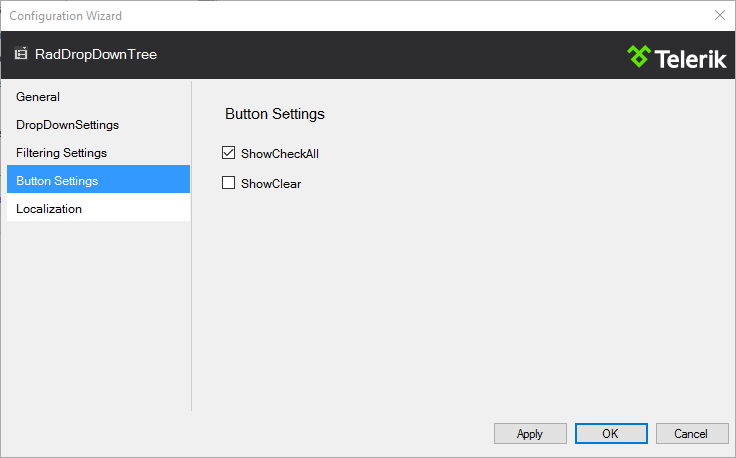 Configuration Wizard
RadDropDownTree
Telerik
General
DropDownSettings
Filtering Settings
Button Settings
Localization
Button Settings
ShowCheckAll
ShowClear
Apply
OK
Cancel